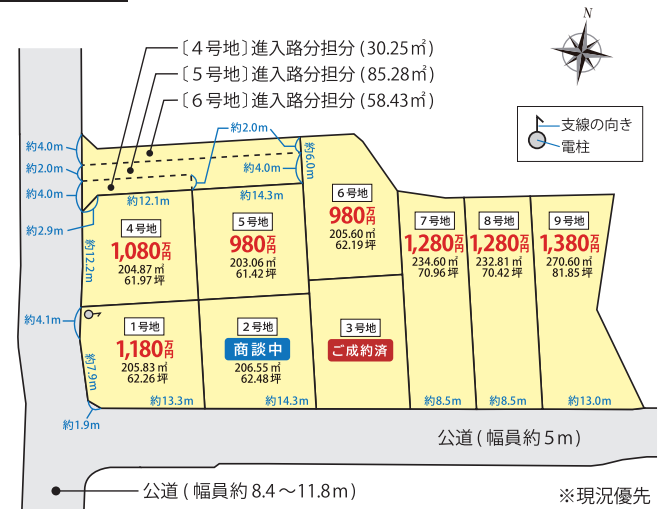 〔４号地〕進入路分担分 (30.25㎡)
〔５号地〕進入路分担分 (85.28㎡)
〔６号地〕進入路分担分 (58.43㎡)
N
支線の向き
電柱
約4.0m
約2.0m
約4.0m
約2.0m
約4.0m
約6.0m
約2.9m
約12.1m
約14.3m
約12.2m
4号地
1,080万円
204.87㎡
61.97坪
5号地
980万円
203.06㎡
61.42坪
6号地
980万円
205.60㎡
62.19坪
7号地
1,280万円
234.60㎡
70.96坪
8号地
1,280万円
232.81㎡
70.42坪
9号地
1,380万円
270.60㎡
81.85坪
約4.1m
約7.9m
約1.9m
1号地
1,180万円
205.83㎡
62.26坪
約13.3m
2号地
商談中
206.55㎡
62.48坪
約14.3m
3号地
ご成約済
約8.5m
約8.5m
約13.0m
公道 ( 幅員約５m )
公道 ( 幅員約 8.4 〜11.8m )
※現況優先